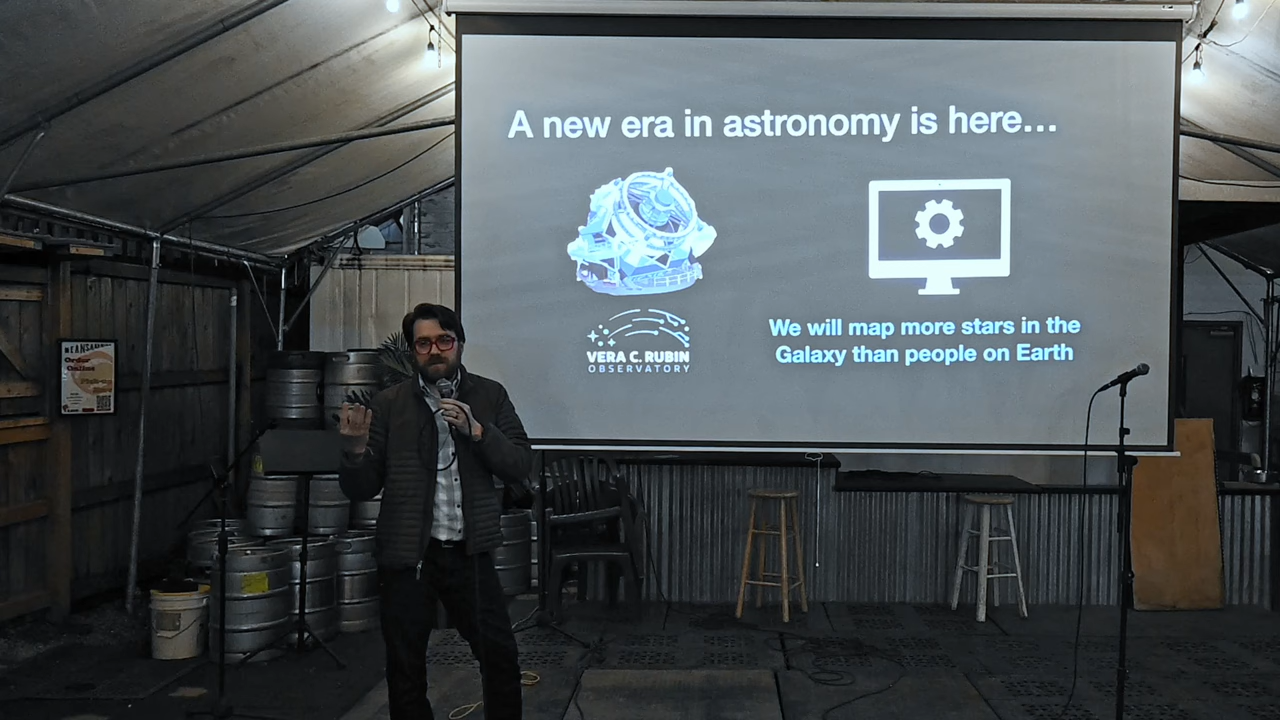 A new era in astronomy is here...
VERA C. RUBIN
OBSERVATORY
We will map more stars in the
Galaxy than people on Earth
Order
Online